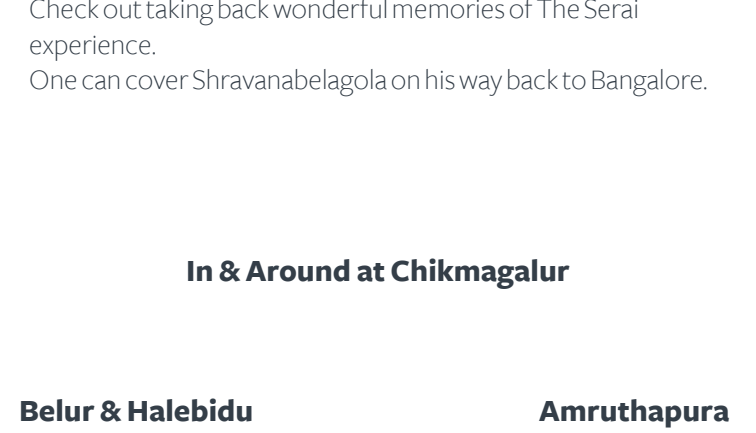 Check out taking back wonderful memories of The Serai
experience.
One can cover Shravanabelagola on his way back to Bangalore.
In & Around at Chikmagalur
Belur & Halebidu
Amruthapura